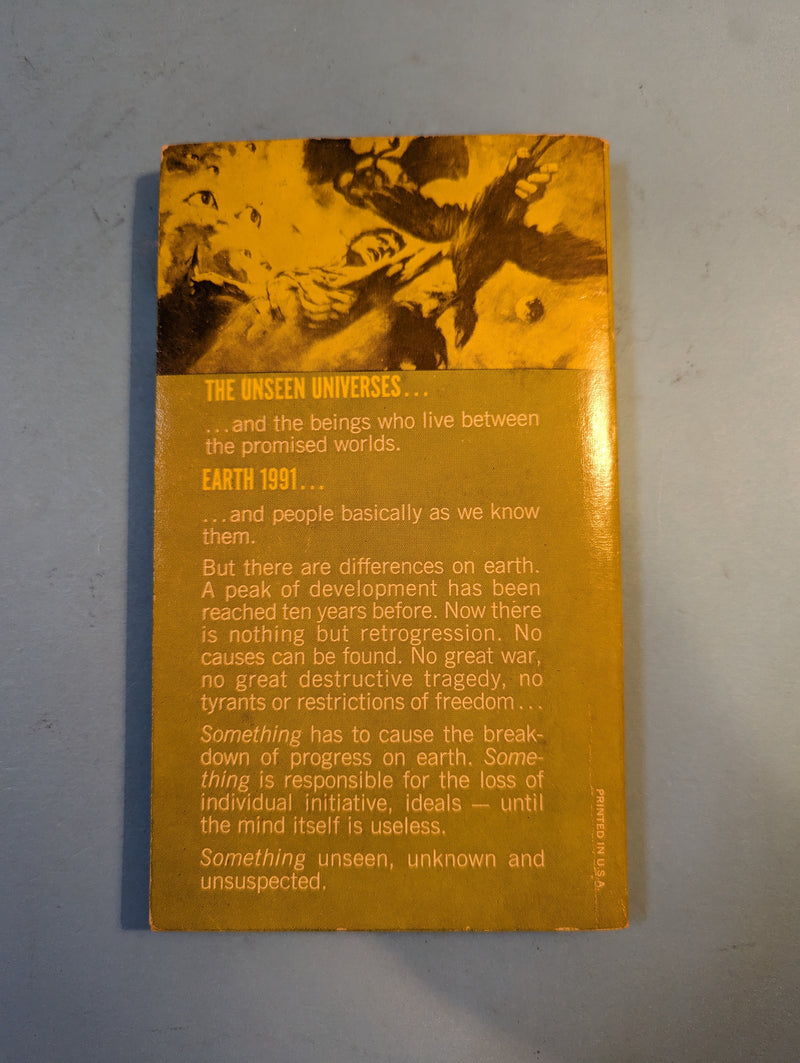 THE UNSEEN UNIVERSES...
...and the beings who live between
the promised worlds.
EARTH 1991...
...and people basically as we know
them.
But there are differences on earth.
A peak of development has been
reached ten years before. Now there
is nothing but retrogression. No
causes can be found. No great war,
no great destructive tragedy, no
tyrants or restrictions of freedom...
Something has to cause the break-
down of progress on earth. Some-
thing is responsible for the loss of
individual initiative, ideals — until
the mind itself is useless.
Something unseen, unknown and
unsuspected.
PRINTED IN U.S.A.